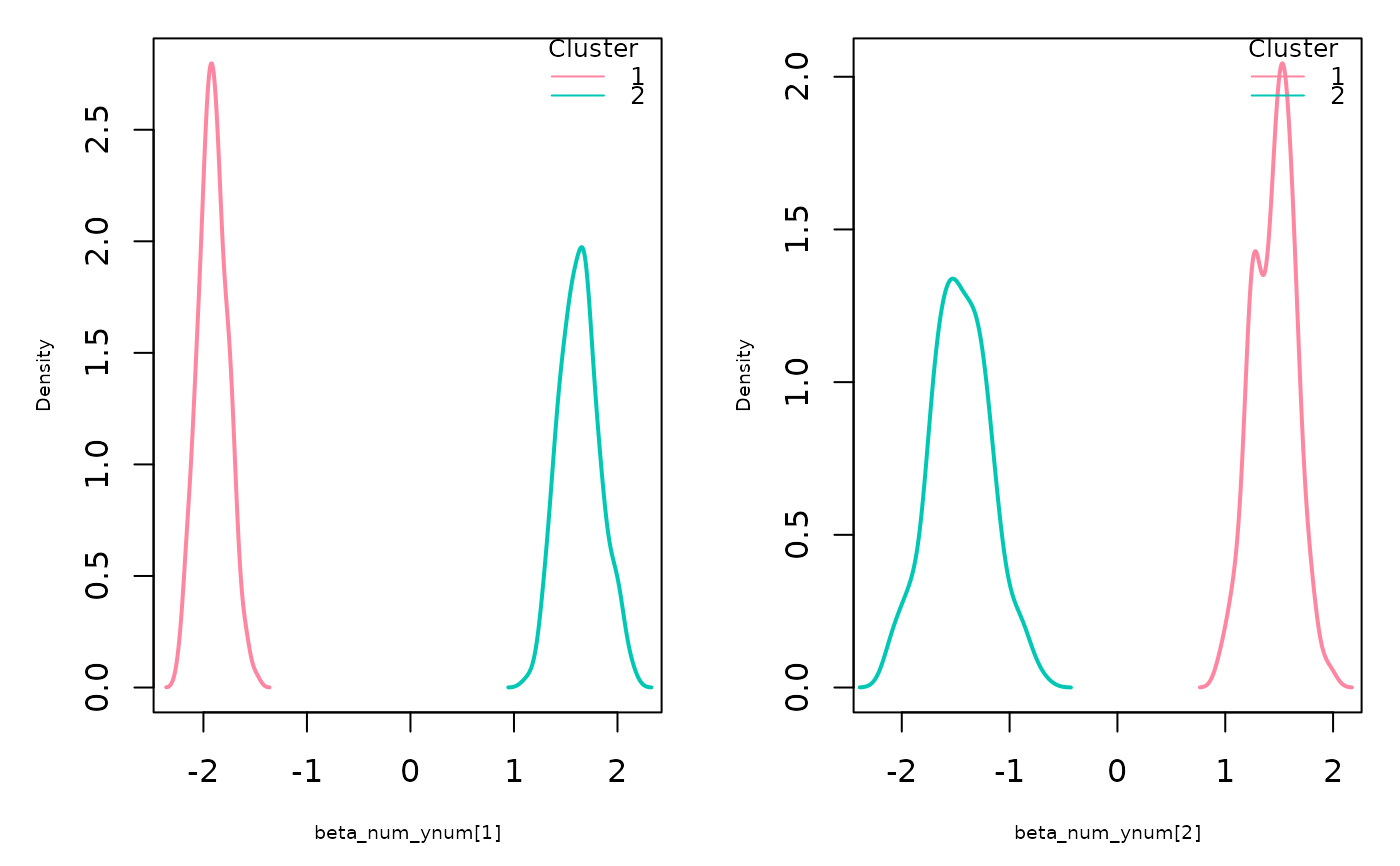 Cluster
1
2
Density
0.0 0.5 1.0 1.5 2.0 2.5
-2 -1 0 1 2
beta_num_ynum[1]
Cluster
1
2
Density
0.0 0.5 1.0 1.5 2.0
-2 -1 0 1 2
beta_num_ynum[2]